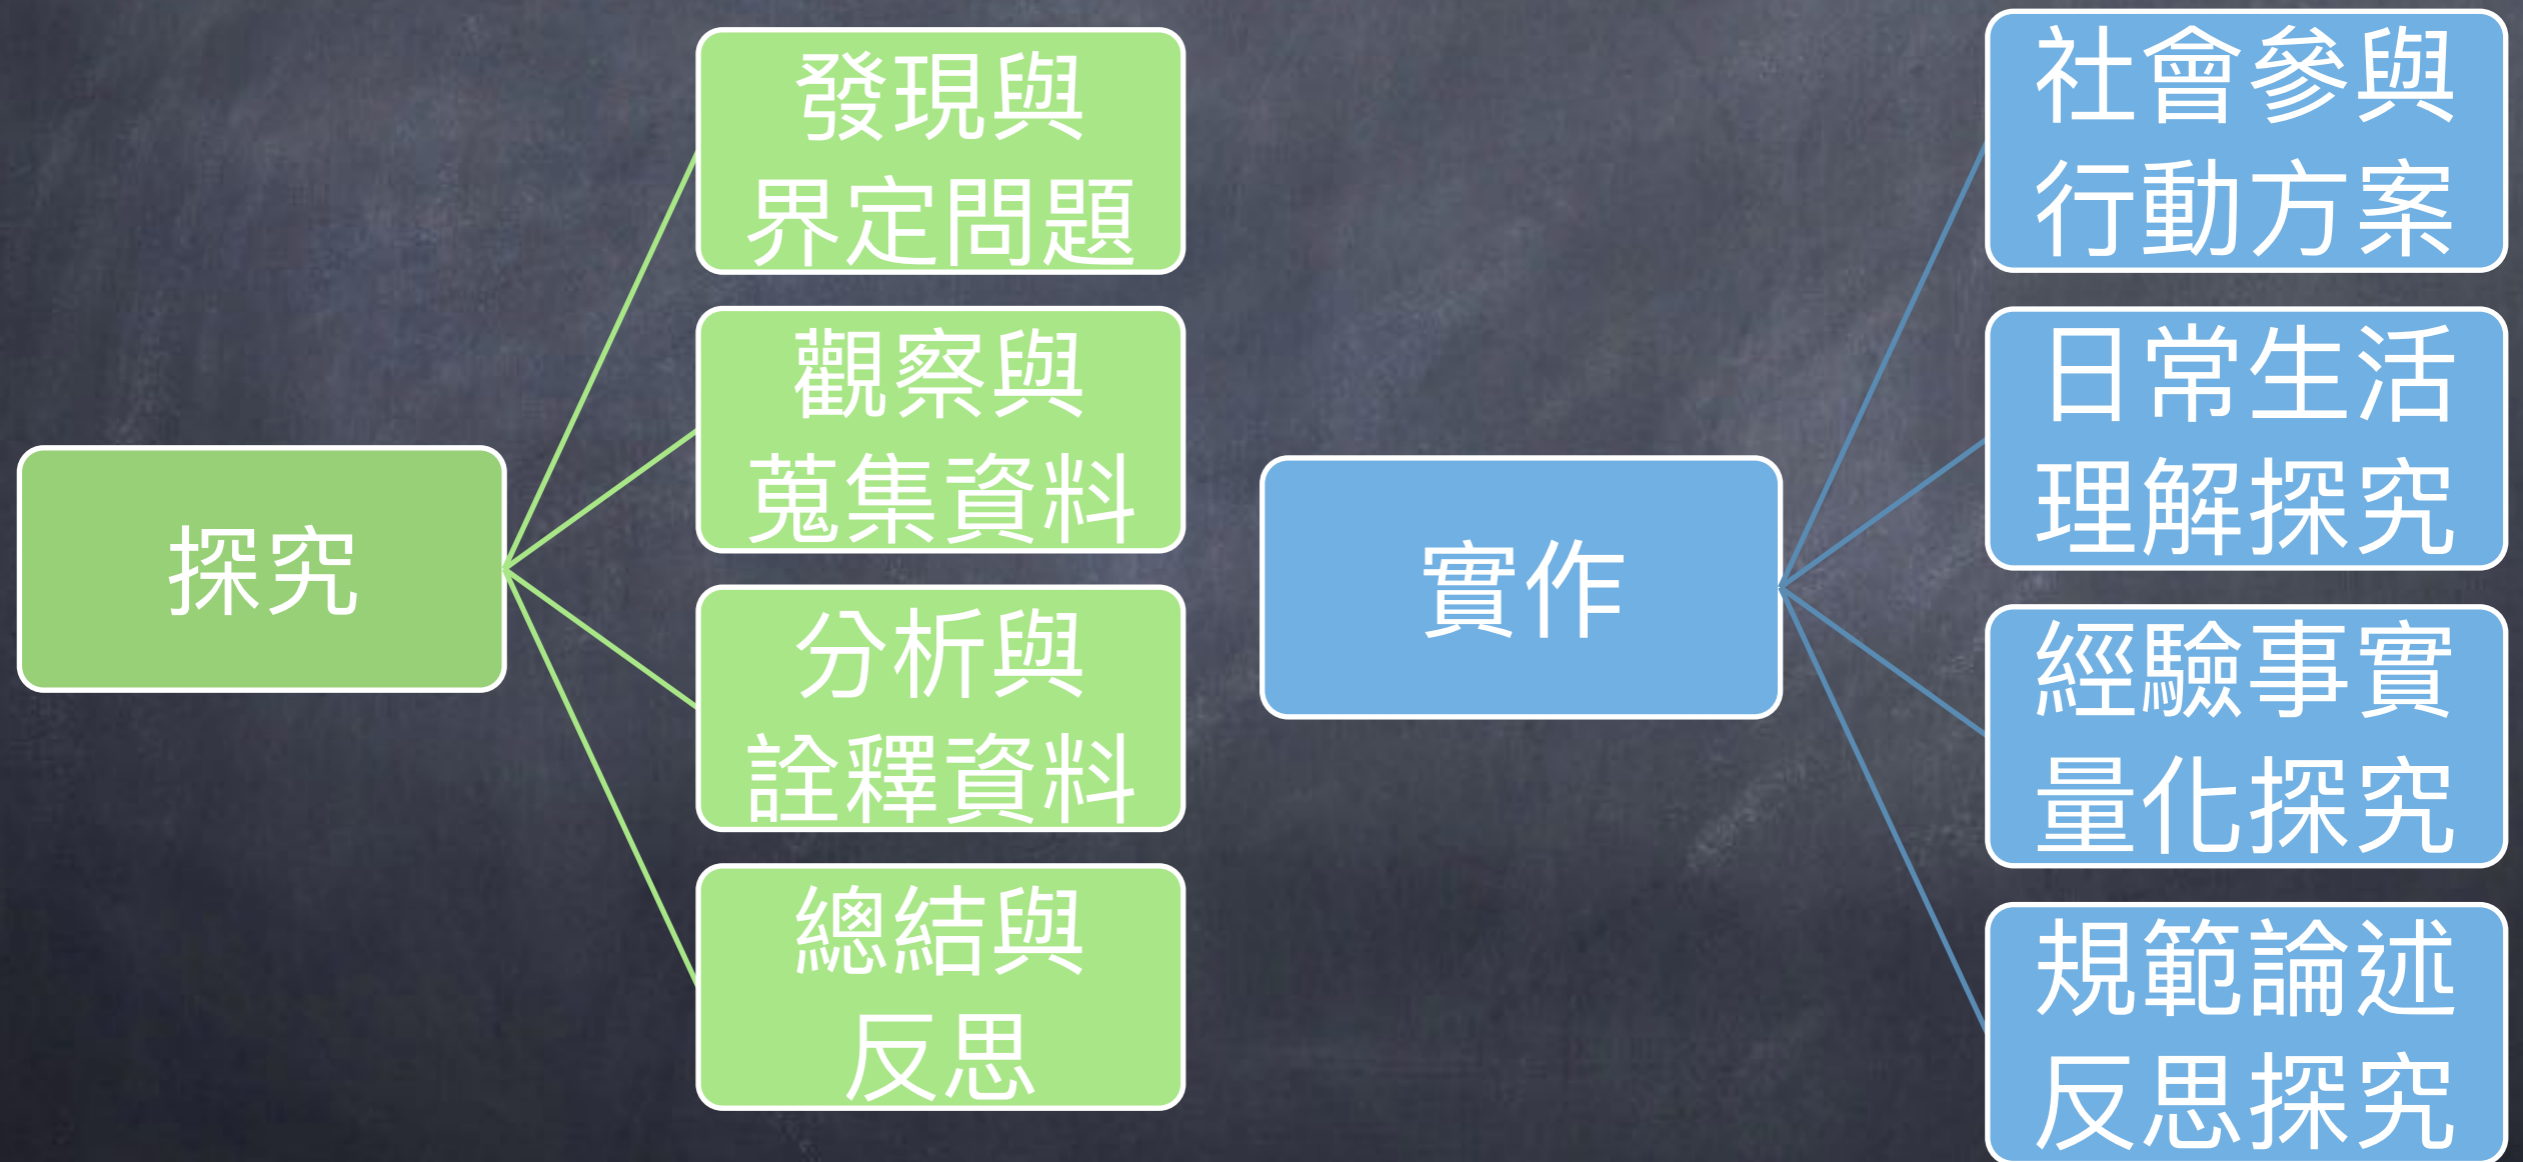 探究
發現與
界定問題
觀察與
蒐集資料
分析與
詮釋資料
總結與
反思
實作
社會參與
行動方案
日常生活
理解探究
經驗事實
量化探究
規範論述
反思探究